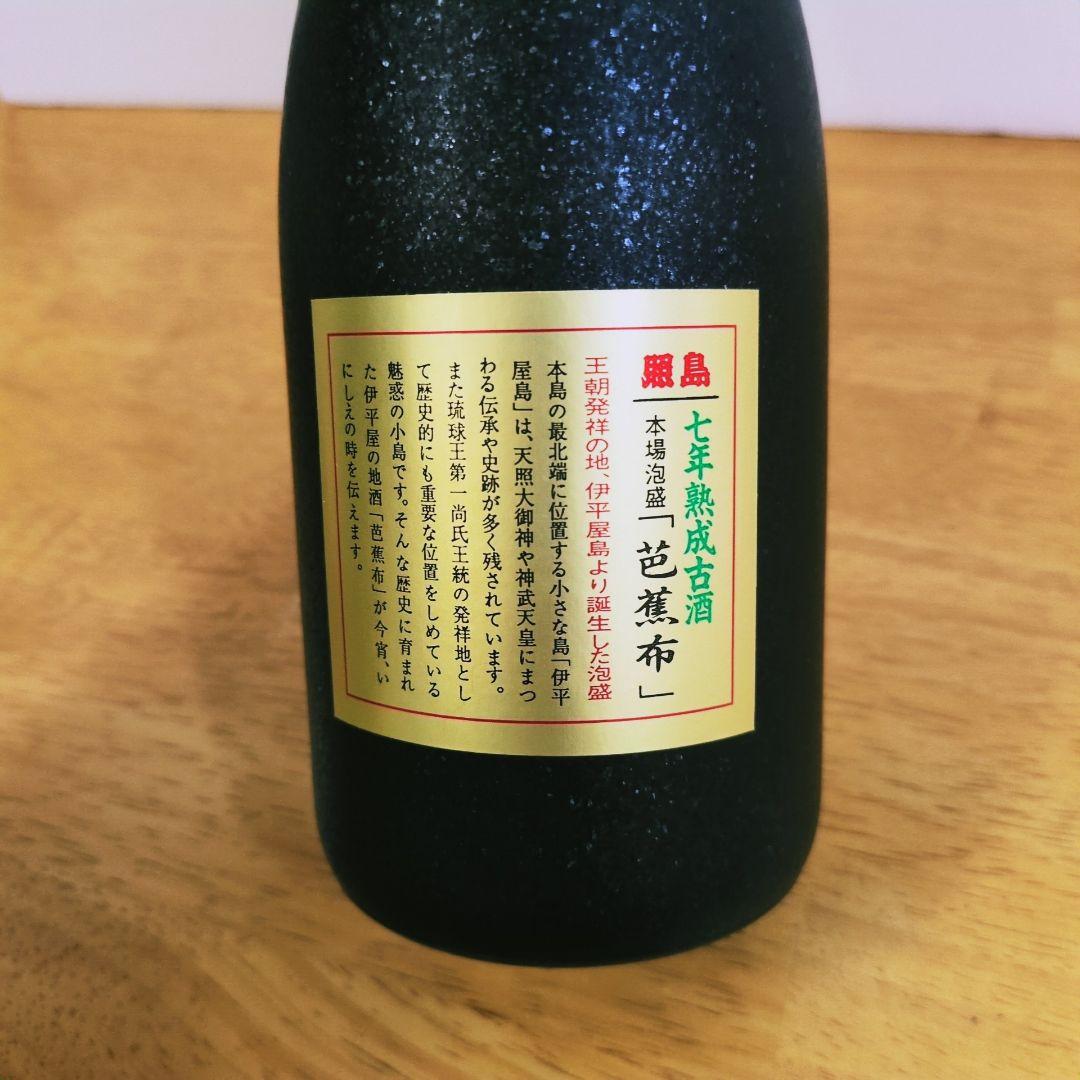 照島
七年熟成古酒
本場泡盛「芭蕉布」
王朝発祥の地、伊平屋島より誕生した泡盛
本島の最北端に位置する小さな島「伊平
屋島」は、天照大御神や神武天皇にまつ
わる伝承や史跡が多く残されています。
また琉球王第一尚氏王統の発祥地とし
て歴史的にも重要な位置をしめている
魅惑の小島です。そんな歴史に育まれ
た伊平屋の地酒「芭蕉布」が今宵、い
にしえの時を伝えます。